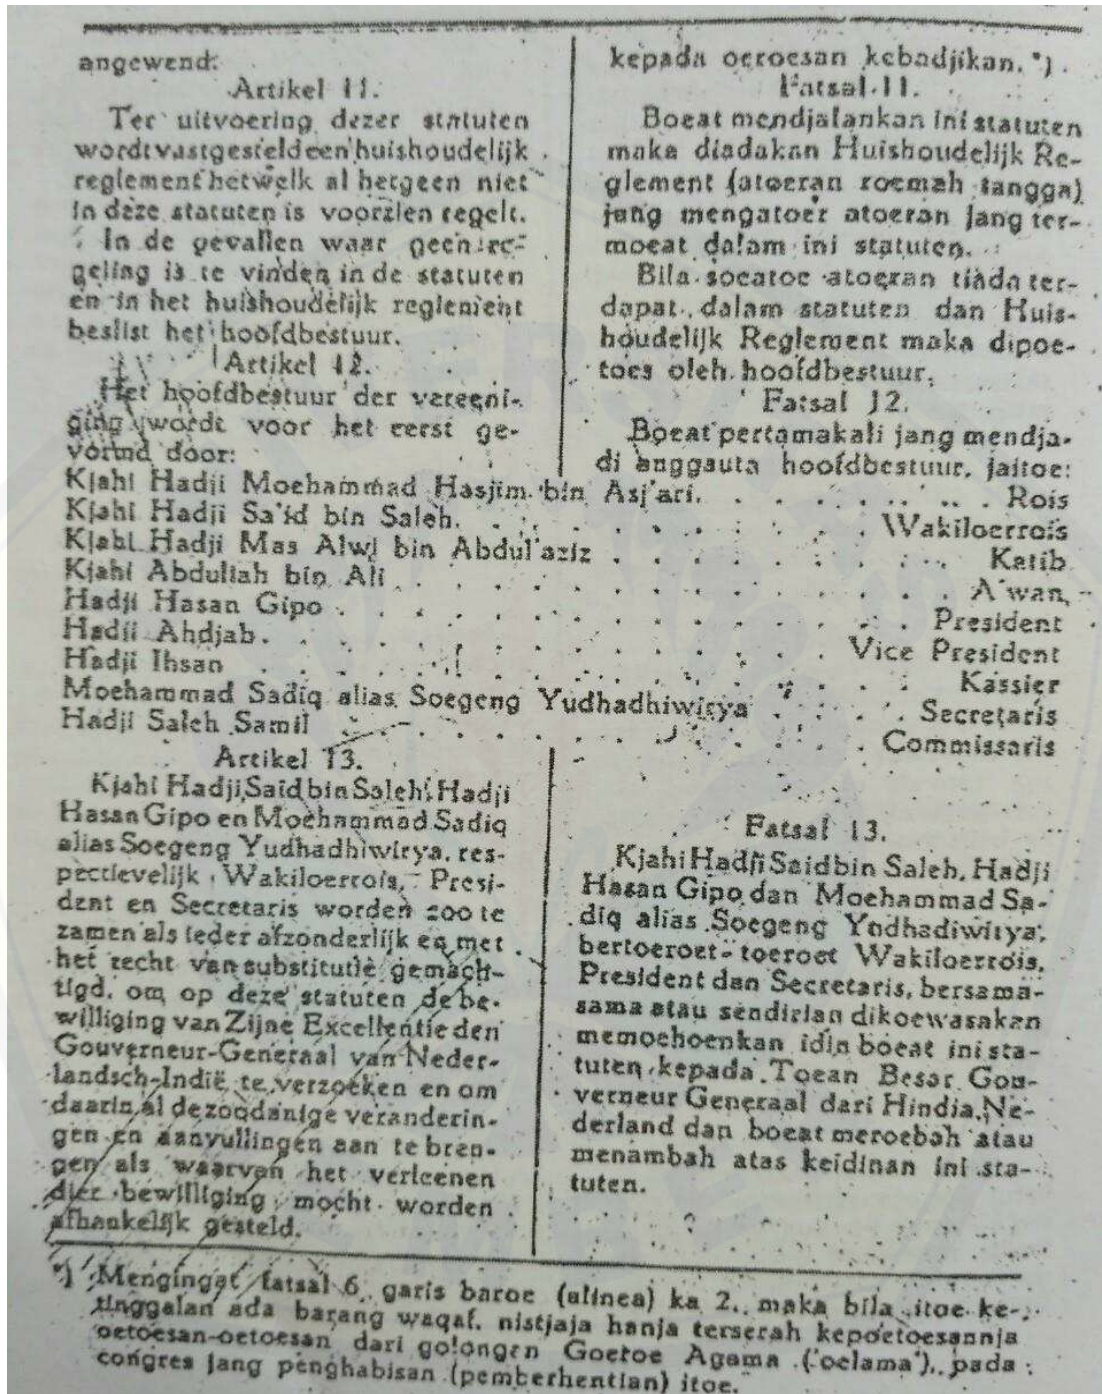 angewend.
Artikel 11.
Ter uitvoering dezer statuten
wordt vastgesteld een huishoudelijk
reglement hetwelk al hetgeen niet
in deze statuten is voorzien regelt.
In de gevallen waar geen re-
geling is te vinden in de statuten
en in het huishoudelijk reglement
beslist het hoofdbestuur.
Artikel 12.
Het hoofdbestuur der vereeni-
ging wordt voor het eerst ge-
vormd door:
kepada oeroesan kebadjikan. *)
Fatsal 11.
Boeat mendjalankan ini statuten
maka diadakan Huishoudelijk Re-
glement (atoeran roemah tangga)
jang mengatoer atoeran jang ter-
moeat dalam ini statuten.
Bila soeatoe atoeran tiada ter-
dapat dalam statuten dan Huis-
houdelijk Reglement maka dipoe-
toes oleh hoofdbestuur.
Fatsal 12.
Boeat pertamakali jang mendja-
di anggauta hoofdbestuur, jaitoe:
Kjahi Hadji Moehammad Hasjim bin Asj'ari. . . . . . . . Rois
Kjahi Hadji Sa'id bin Saleh. . . . . . . . . Wakiloerrois
Kjahi Hadji Mas Alwi bin Abdul'aziz . . . . . . . . Katib
Kjahi Abdullah bin Ali . . . . . . . . . . A'wan
Hadji Hasan Gipo . . . . . . . . . . . President
Hadji Ahdjab. . . . . . . . . . . Vice President
Hadji Ihsan . . . . . . . . . . . Kassier
Moehammad Sadiq alias Soegeng Yudhadhiwirya . . . . . Secretaris
Hadji Saleh Samil . . . . . . . . . . Commissaris
Artikel 13.
Kjahi Hadji Said bin Saleh, Hadji
Hasan Gipo en Moehammad Sadiq
alias Soegeng Yudhadhiwirya, res-
pectievelijk Wakiloerrois, Presi-
dent en Secretaris worden zoo te
zamen als ieder afzonderlijk en met
het recht van substitutie gemach-
tigd, om op deze statuten de be-
williging van Zijne Excellentie den
Gouverneur-Generaal van Neder-
landsch-Indië te verzoeken en om
daarin al dezoodanige veranderin-
gen en aanvullingen aan te bren-
gen als waarvan het verleenen
dier bewilliging mocht worden
afhankelijk gesteld.
Fatsal 13.
Kjahi Hadji Said bin Saleh, Hadji
Hasan Gipo dan Moehammad Sa-
diq alias Soegeng Yudhadiwirya,
bertoeroet-toeroet Wakiloerrois,
President dan Secretaris, bersama-
sama atau sendirian dikoewasakan
memoehoenkan idin boeat ini sta-
tuten kepada Toean Besar Gou-
verneur Generaal dari Hindia Ne-
derland dan boeat meroebah atau
menambah atas keidinan ini sta-
tuten.
*) Mengingat fatsal 6 garis baroe (alinea) ka 2, maka bila itoe ke-
tinggalan ada barang waqaf, nistjaja hanja terserah kepoetoesannja
oetoesan-oetoesan dari golongen Goeroe Agama ('oelama'), pada
congres jang penghabisan (pemberhentian) itoe.